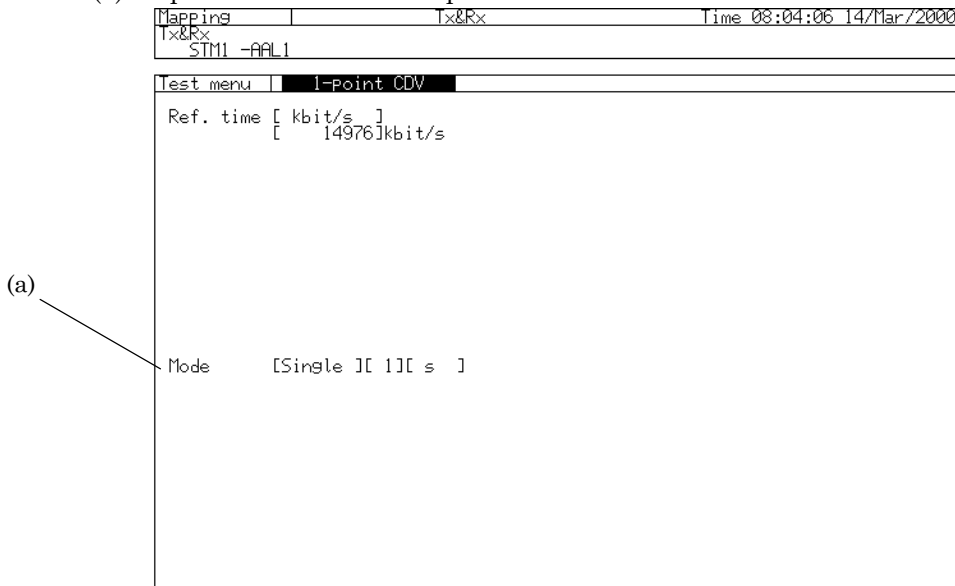 Mapping Tx&Rx Time 08:04:06 14/Mar/2000
Tx&Rx
STM1 -AAL1
Test menu 1-point CDV
Ref. time [ kbit/s ]
[ 14976]kbit/s
(a)
Mode [Single ][ 1][ s ]